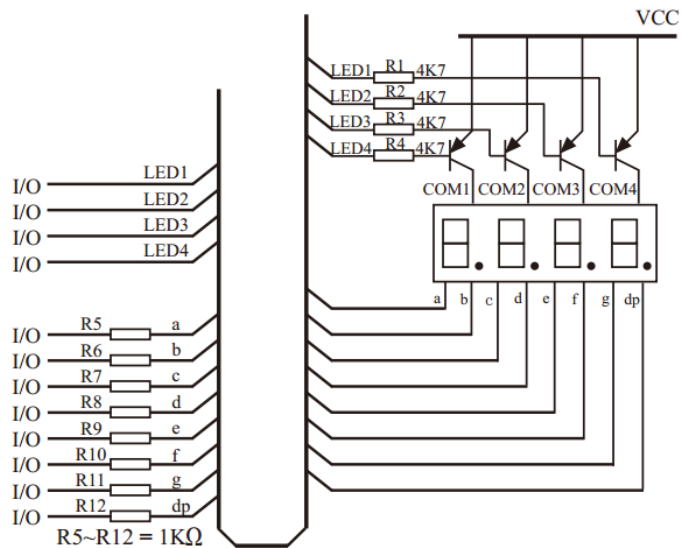 VCC
LED1 R1 4K7
LED2 R2 4K7
LED3 R3 4K7
LED4 R4 4K7
COM1 COM2 COM3 COM4
I/O LED1
I/O LED2
I/O LED3
I/O LED4
a b c d e f g dp
I/O R5 a
I/O R6 b
I/O R7 c
I/O R8 d
I/O R9 e
I/O R10 f
I/O R11 g
I/O R12 dp
R5~R12 = 1KΩ